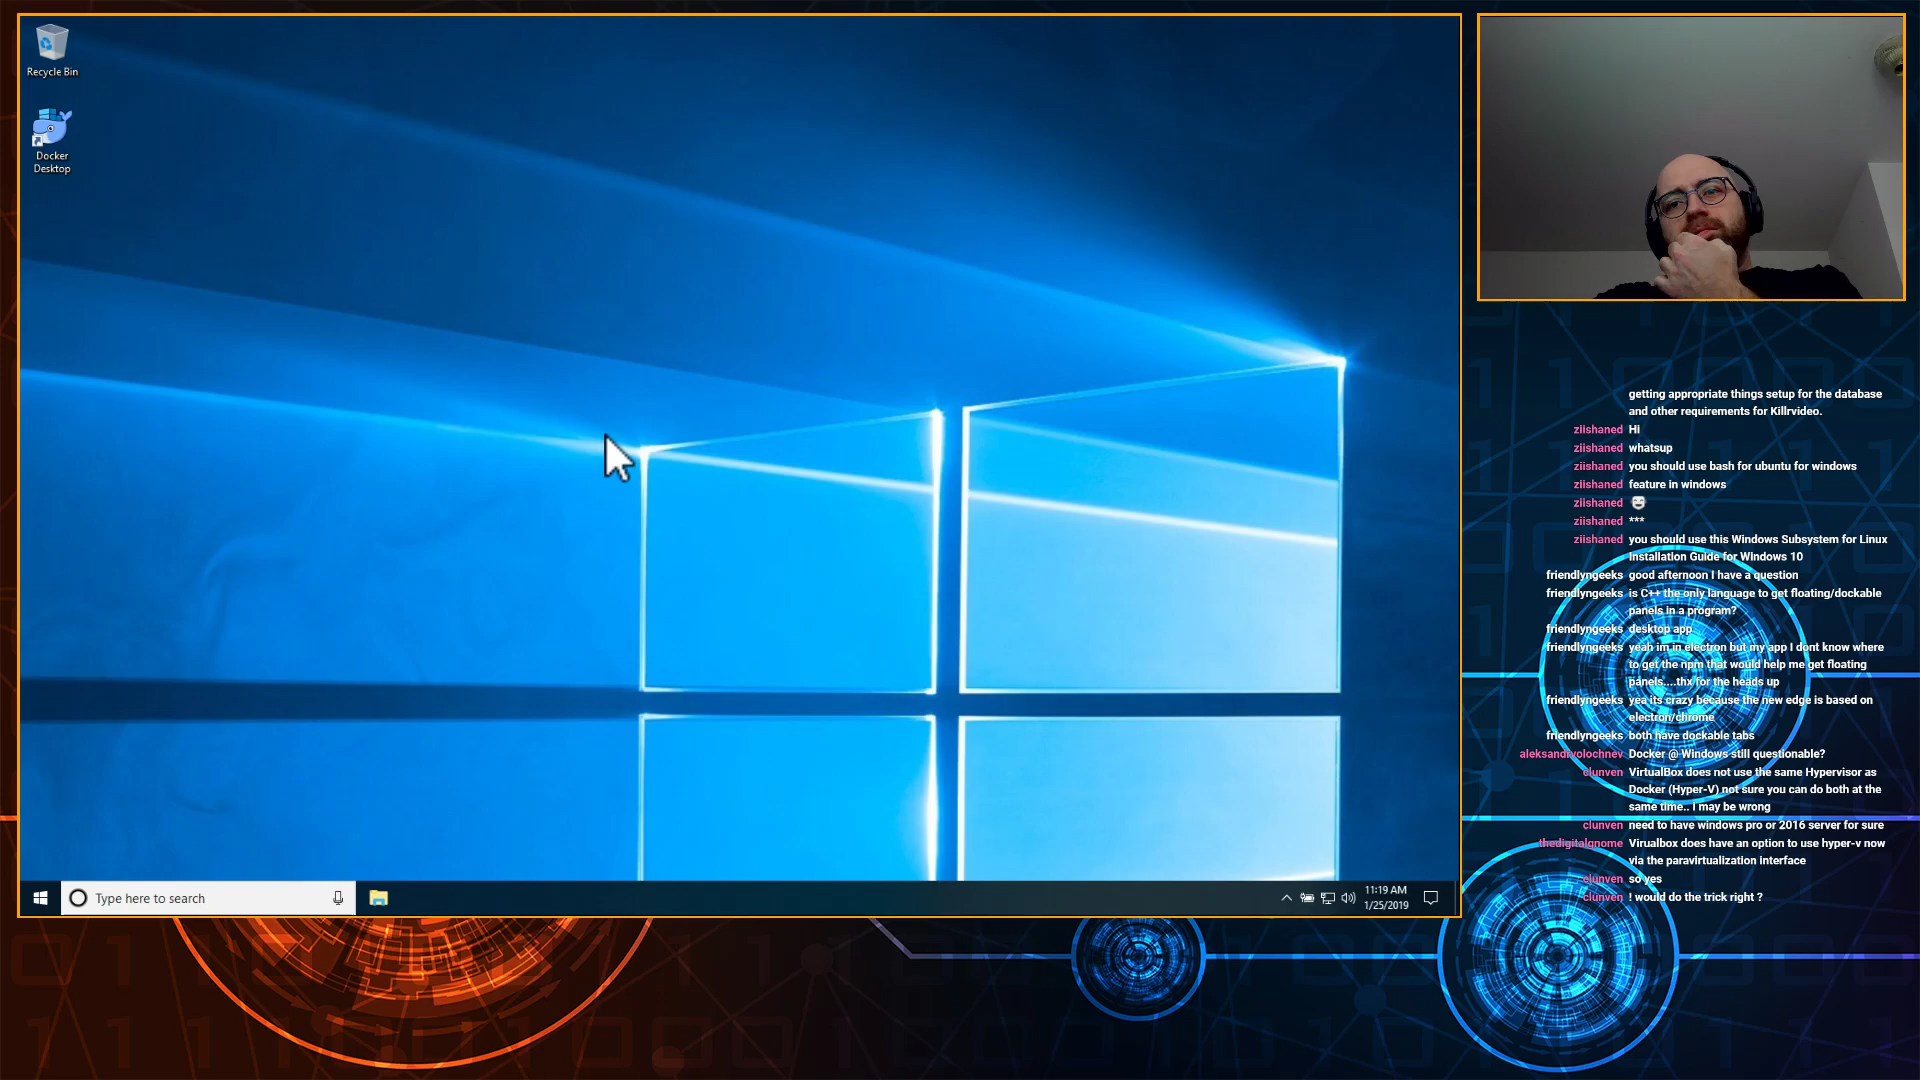 Recycle Bin
Docker
Desktop
Type here to search
11:19 AM
1/25/2019
getting appropriate things setup for the database
and other requirements for Killrvideo.
ziishaned Hi
ziishaned whatsup
ziishaned you should use bash for ubuntu for windows
ziishaned feature in windows
ziishaned
ziishaned ***
ziishaned you should use this Windows Subsystem for Linux
Installation Guide for Windows 10
friendlyngeeks good afternoon I have a question
friendlyngeeks is C++ the only language to get floating/dockable
panels in a program?
friendlyngeeks desktop app
friendlyngeeks yeah im in electron but my app I dont know where
to get the npm that would help me get floating
panels....thx for the heads up
friendlyngeeks yea its crazy because the new edge is based on
electron/chrome
friendlyngeeks both have dockable tabs
aleksandrvolochnev Docker @ Windows still questionable?
clunven VirtualBox does not use the same Hypervisor as
Docker (Hyper-V) not sure you can do both at the
same time.. I may be wrong
clunven need to have windows pro or 2016 server for sure
thedigitalgnome Virualbox does have an option to use hyper-v now
via the paravirtualization interface
clunven so yes
clunven ! would do the trick right ?